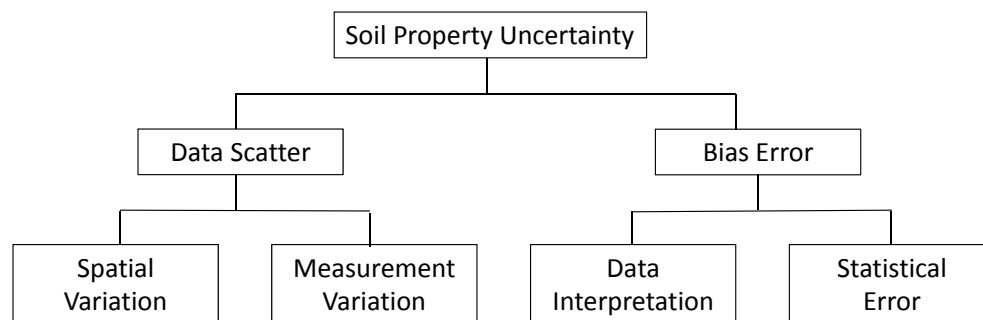 Soil Property Uncertainty
Data Scatter
Bias Error
Spatial
Variation
Measurement
Variation
Data
Interpretation
Statistical
Error